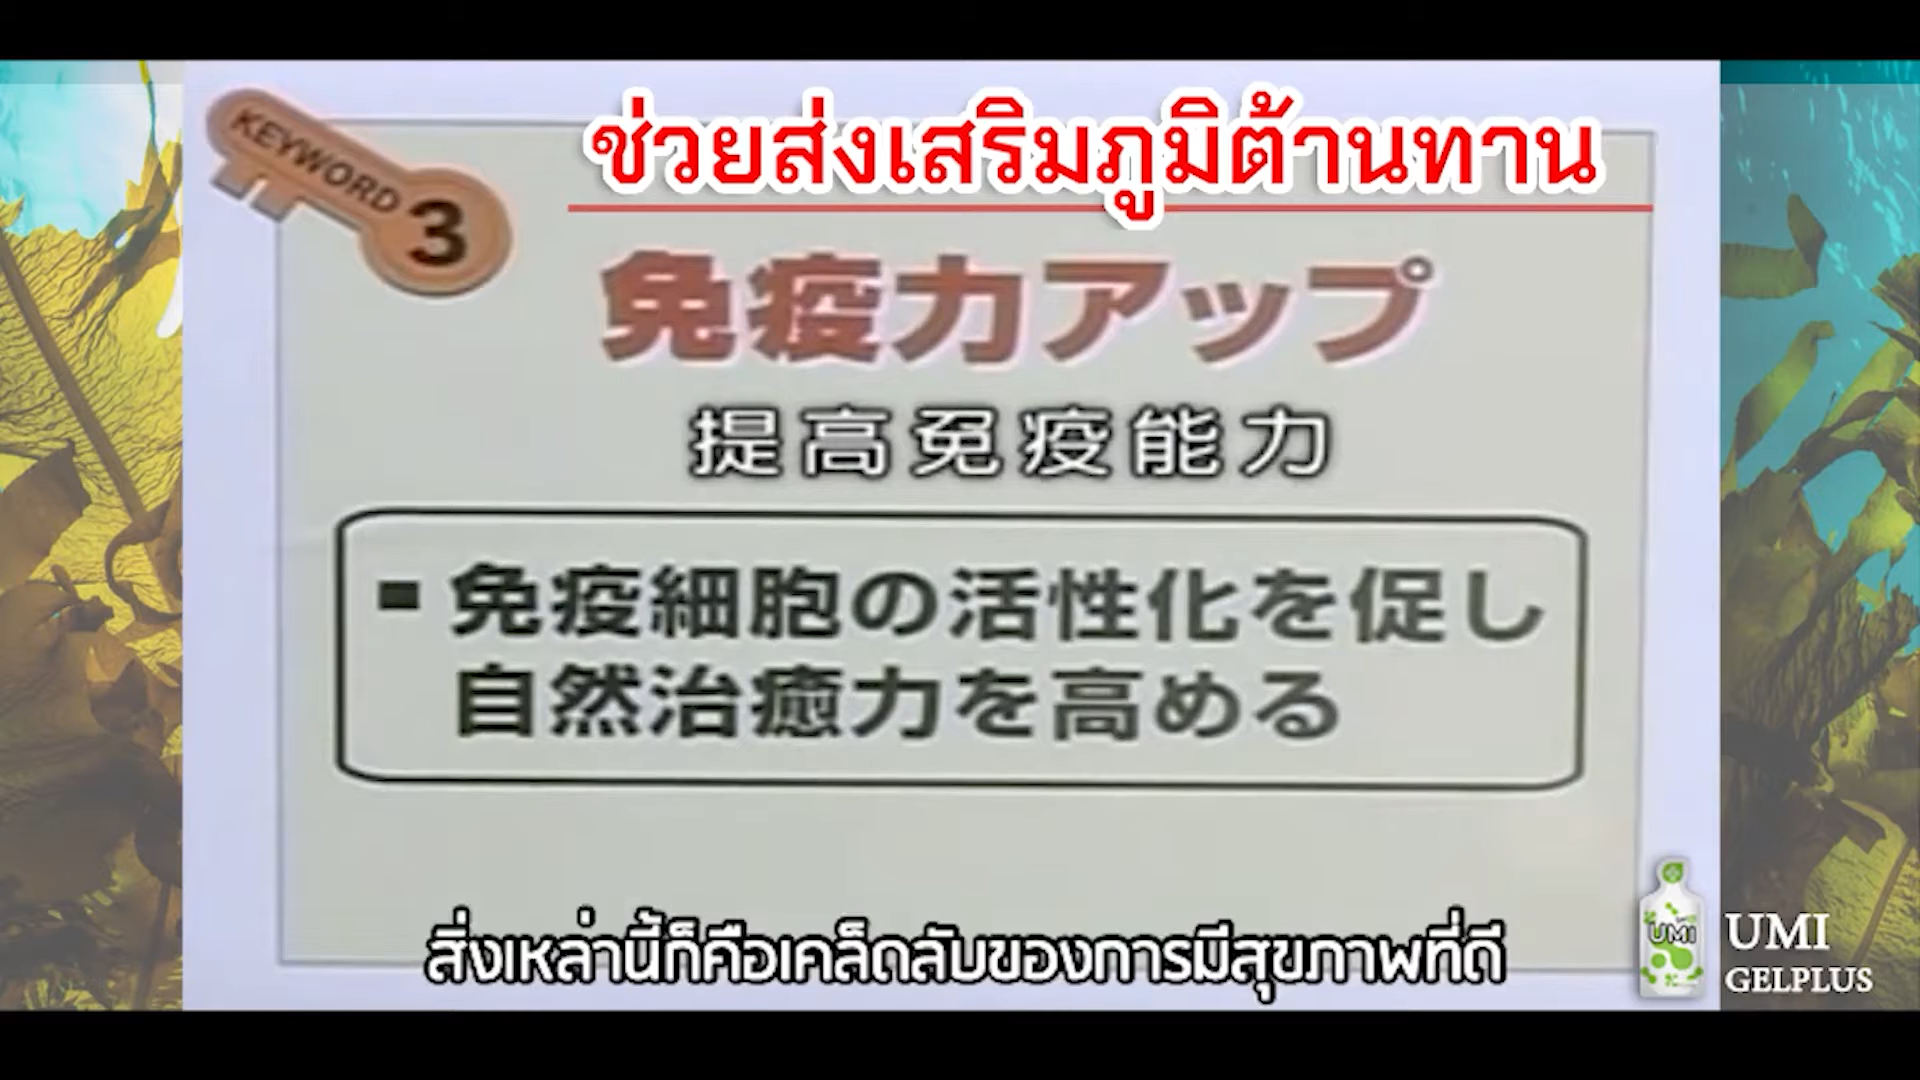 KEYWORD 3
ช่วยส่งเสริมภูมิต้านทาน
免疫力アップ
提高免疫能力
▪ 免疫細胞の活性化を促し
自然治癒力を高める
สิ่งเหล่านี้ก็คือเคล็ดลับของการมีสุขภาพที่ดี
UMI
UMI
GELPLUS